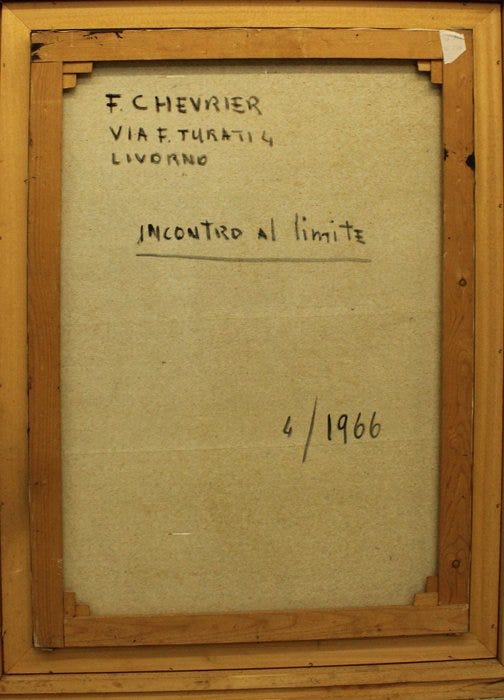 F. CHEVRIER
VIA F. TURATI 4
LIVORNO
INCONTRO Al limite
4/1966